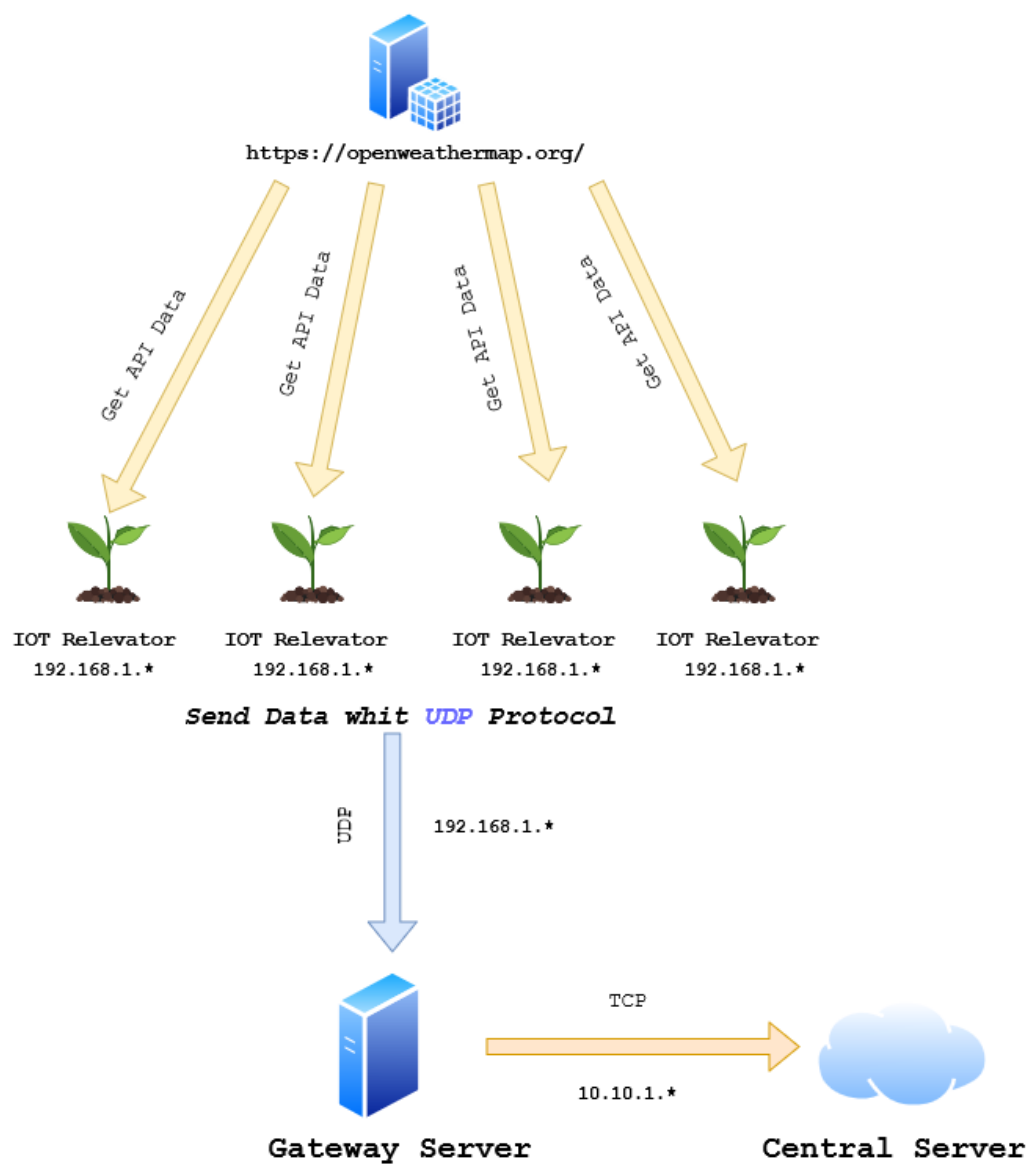 https://openweathermap.org/
Get API Data
Get API Data
Get API Data
Get API Data
IOT Relevator
192.168.1.*
IOT Relevator
192.168.1.*
IOT Relevator
192.168.1.*
IOT Relevator
192.168.1.*
Send Data whit UDP Protocol
UDP
192.168.1.*
TCP
10.10.1.*
Gateway Server
Central Server